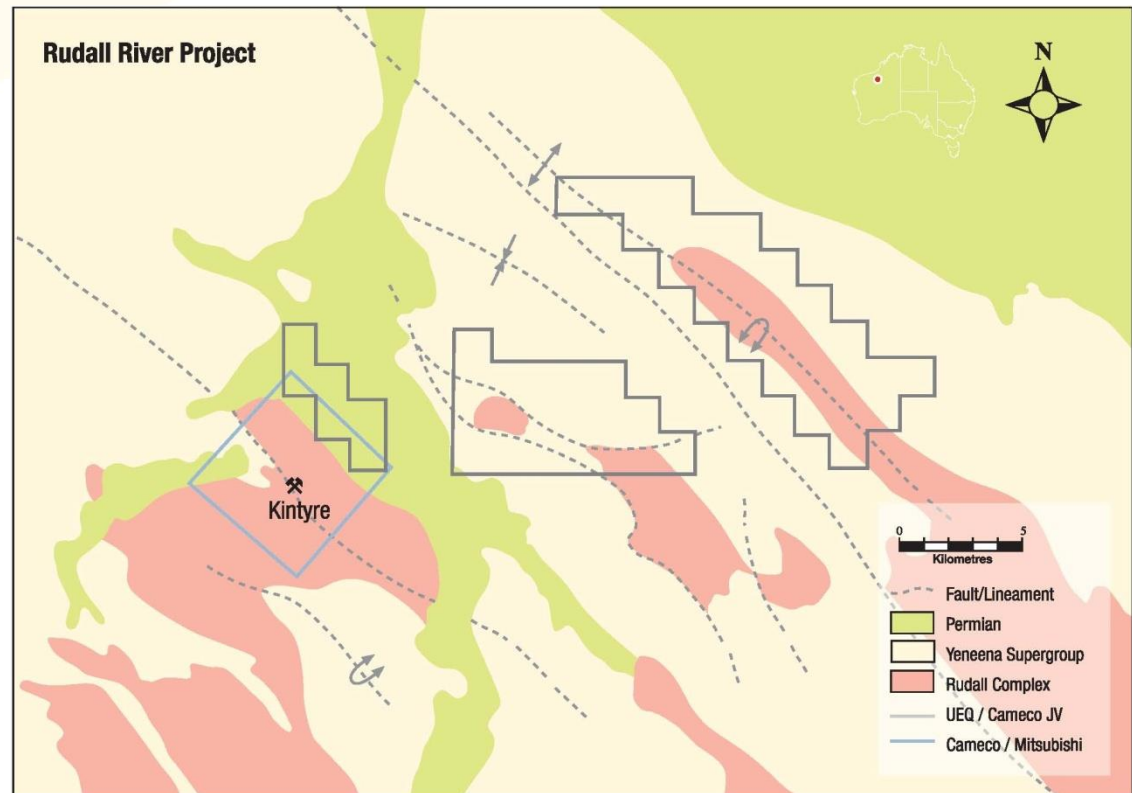 Rudall River Project
N
Kintyre
0 5
Kilometres
Fault/Lineament
Permian
Yeneena Supergroup
Rudall Complex
UEQ / Cameco JV
Cameco / Mitsubishi